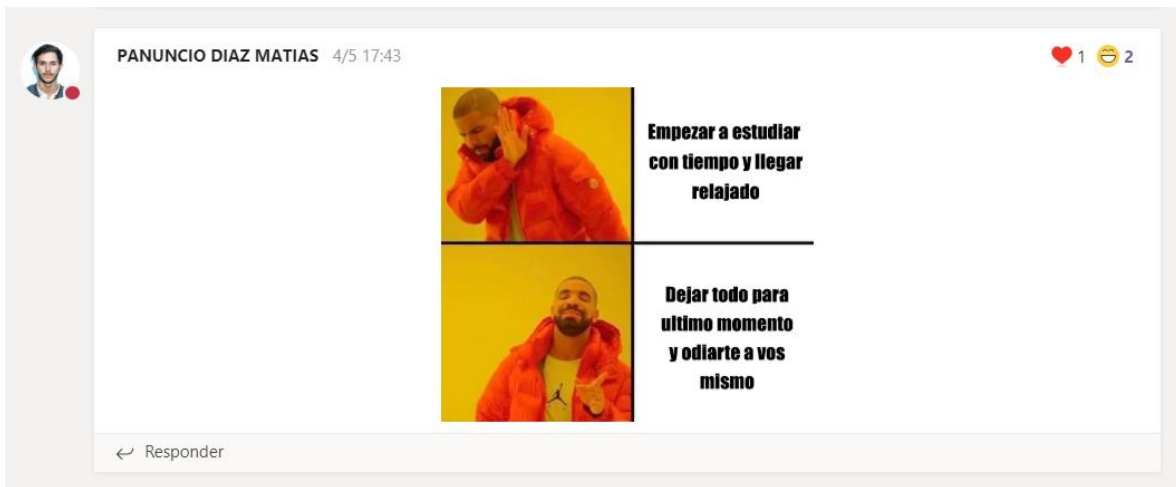 PANUNCIO DIAZ MATIAS 4/5 17:43
1 2
Empezar a estudiar
con tiempo y llegar
relajado
Dejar todo para
ultimo momento
y odiarte a vos
mismo
Responder